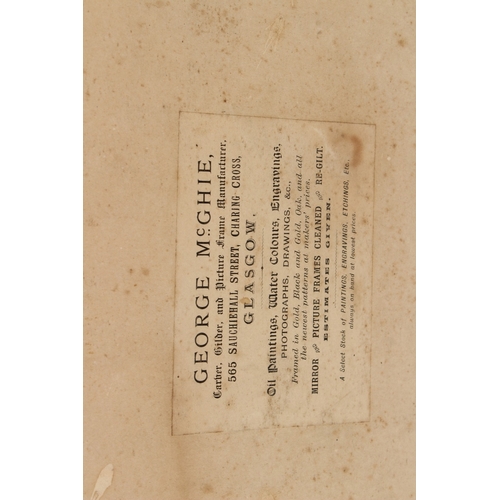 GEORGE McGHIE,
Carver, Gilder, and Picture Frame Manufacturer,
565 SAUCHIEHALL STREET, CHARING CROSS,
GLASGOW.
Oil Paintings, Water Colours, Engravings,
PHOTOGRAPHS, DRAWINGS, &c.,
Framed in Gold, Black and Gold, Oak, and all
the newest patterns at makers' prices.
MIRROR & PICTURE FRAMES CLEANED & RE-GILT.
ESTIMATES GIVEN.
A Select Stock of PAINTINGS, ENGRAVINGS, ETCHINGS, Etc.
always on hand at lowest prices.